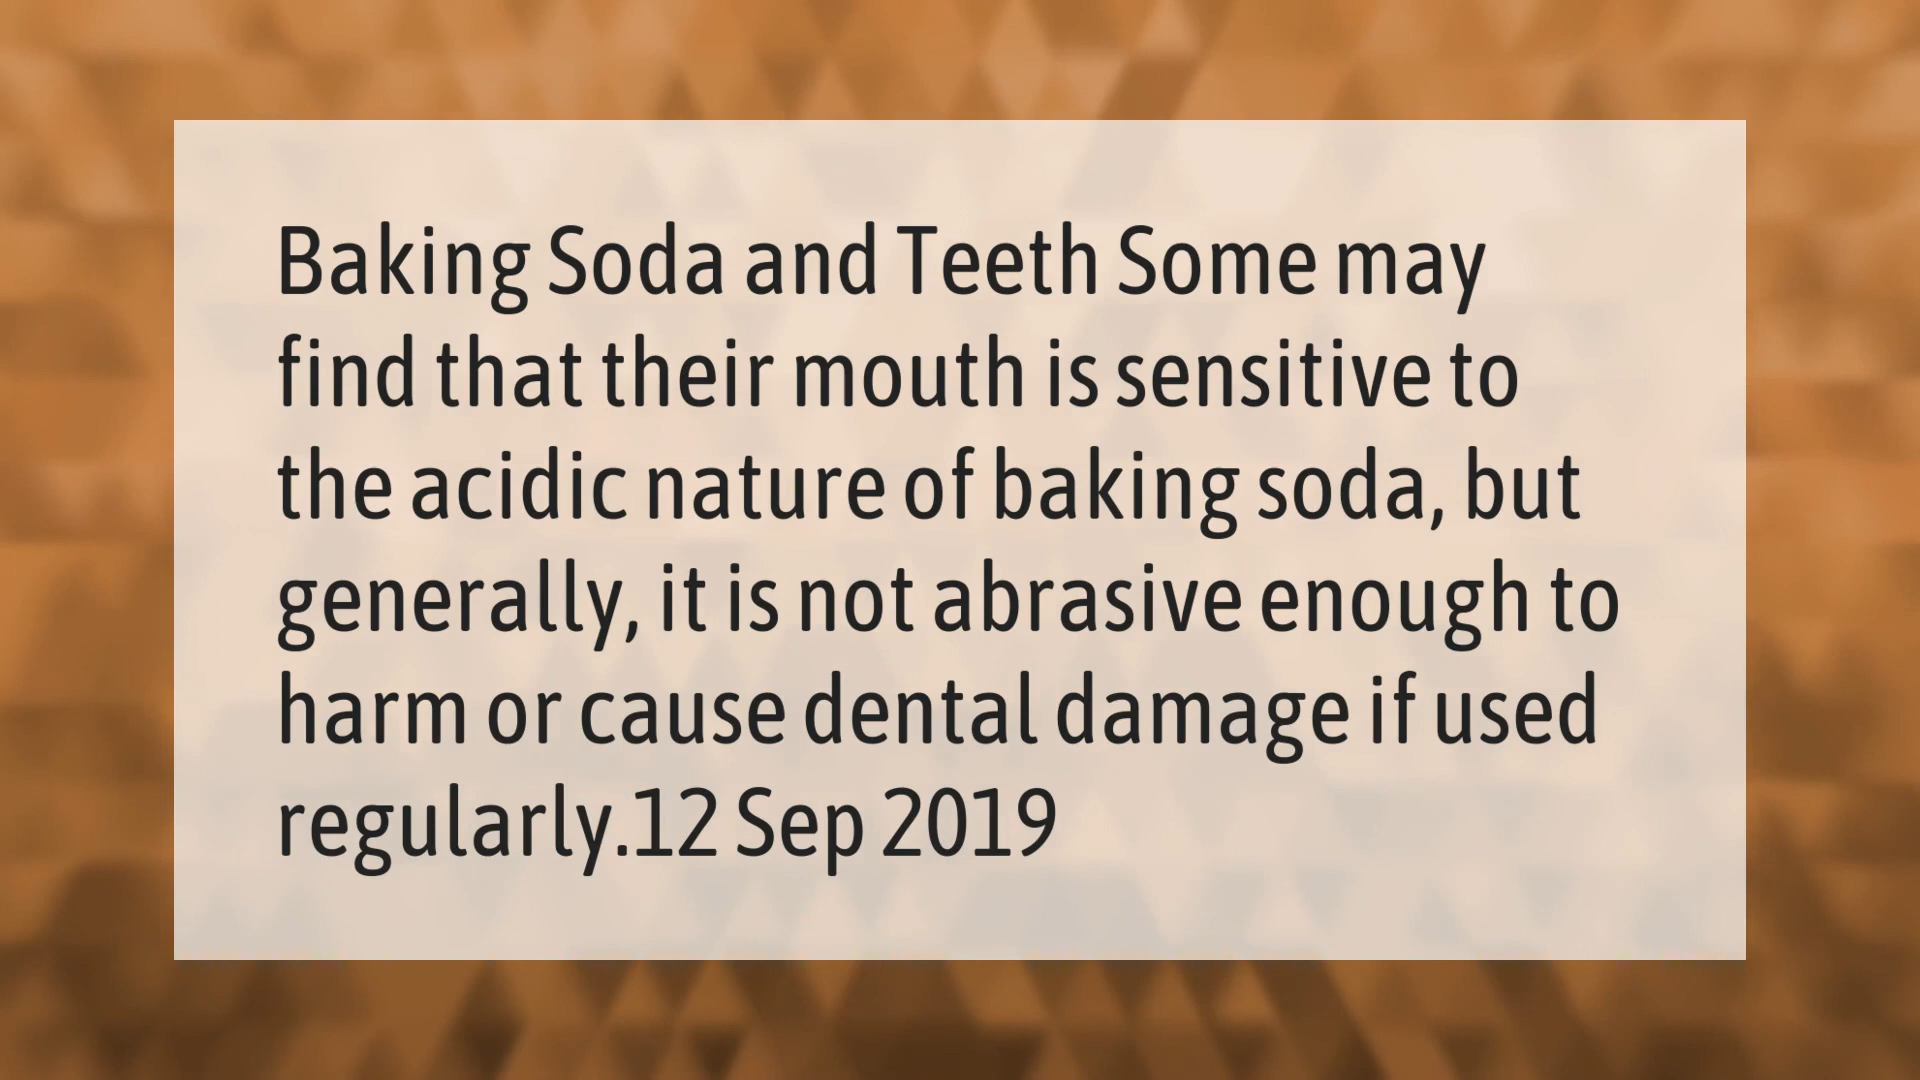 Baking Soda and Teeth Some may
find that their mouth is sensitive to
the acidic nature of baking soda, but
generally, it is not abrasive enough to
harm or cause dental damage if used
regularly.12 Sep 2019